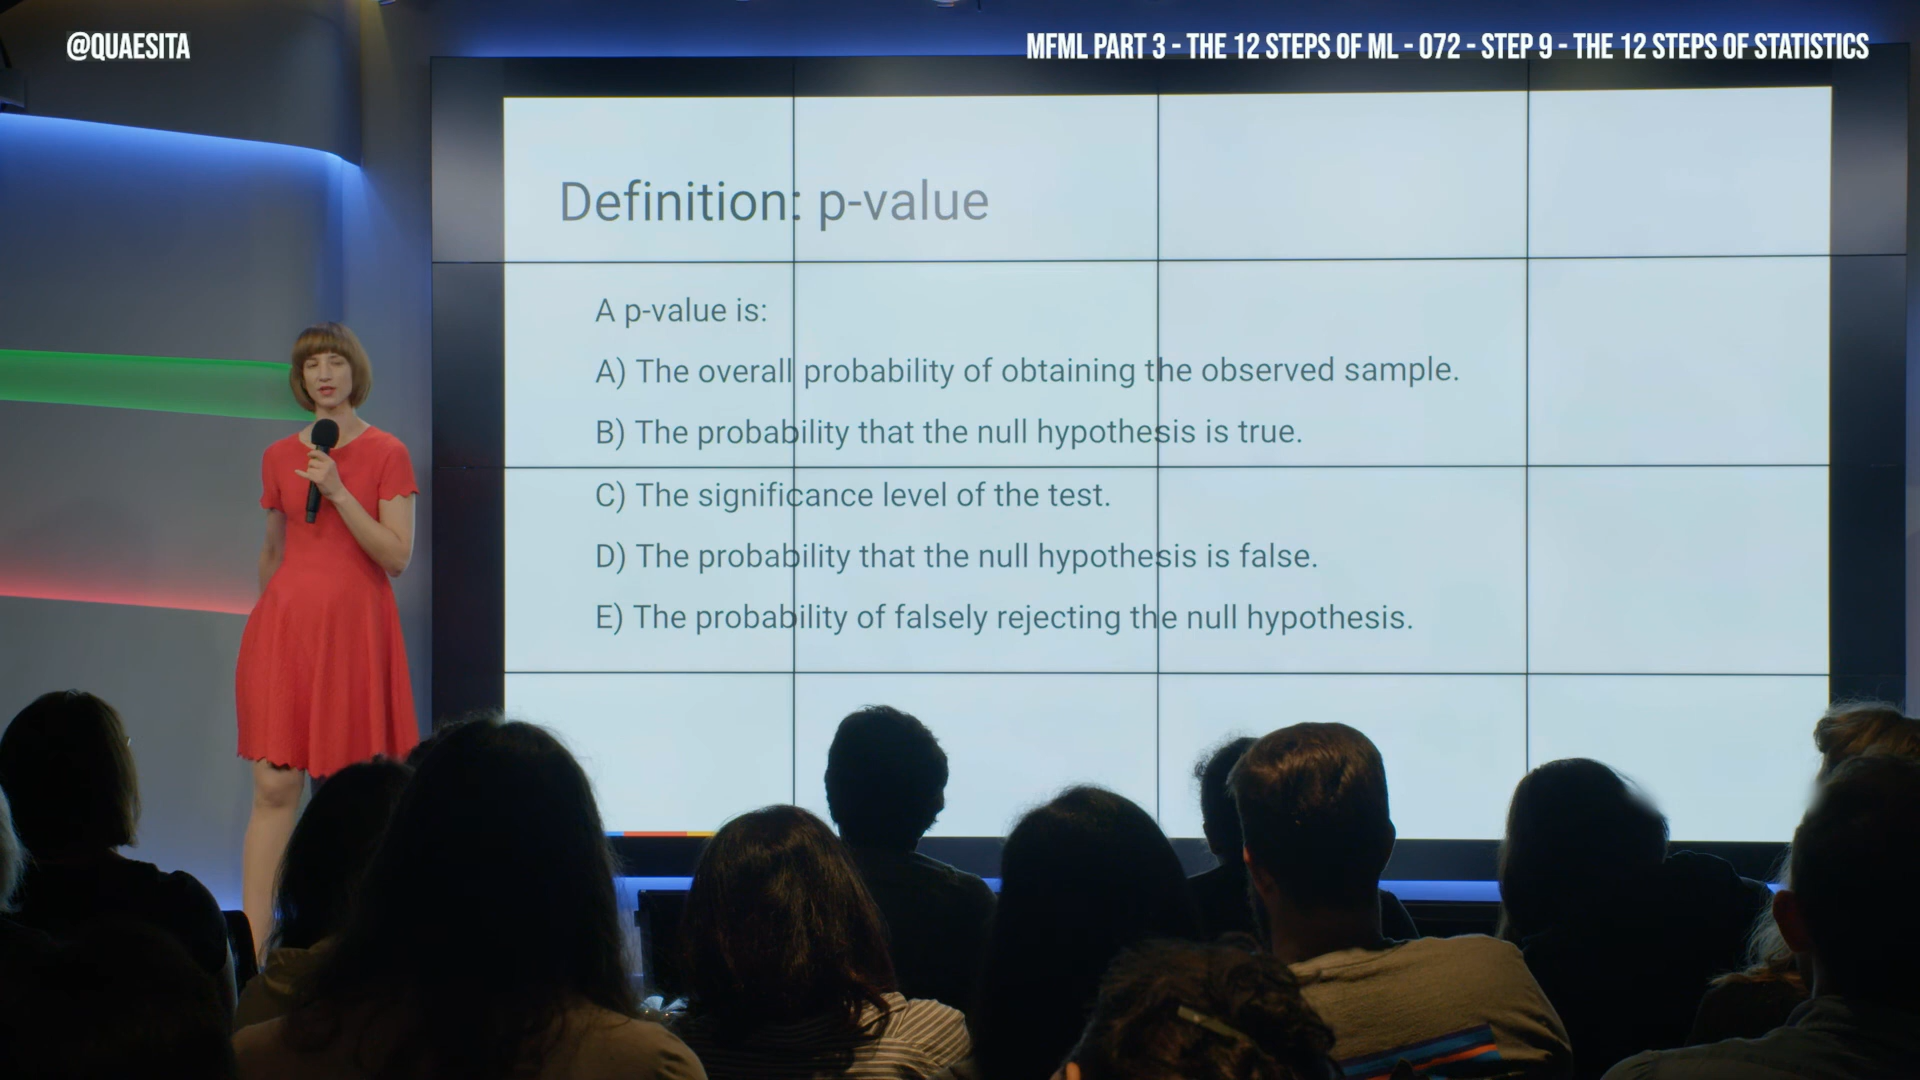 @QUAESITA
MFML PART 3 - THE 12 STEPS OF ML - 072 - STEP 9 - THE 12 STEPS OF STATISTICS
Definition: p-value
A p-value is:
A) The overall probability of obtaining the observed sample.
B) The probability that the null hypothesis is true.
C) The significance level of the test.
D) The probability that the null hypothesis is false.
E) The probability of falsely rejecting the null hypothesis.